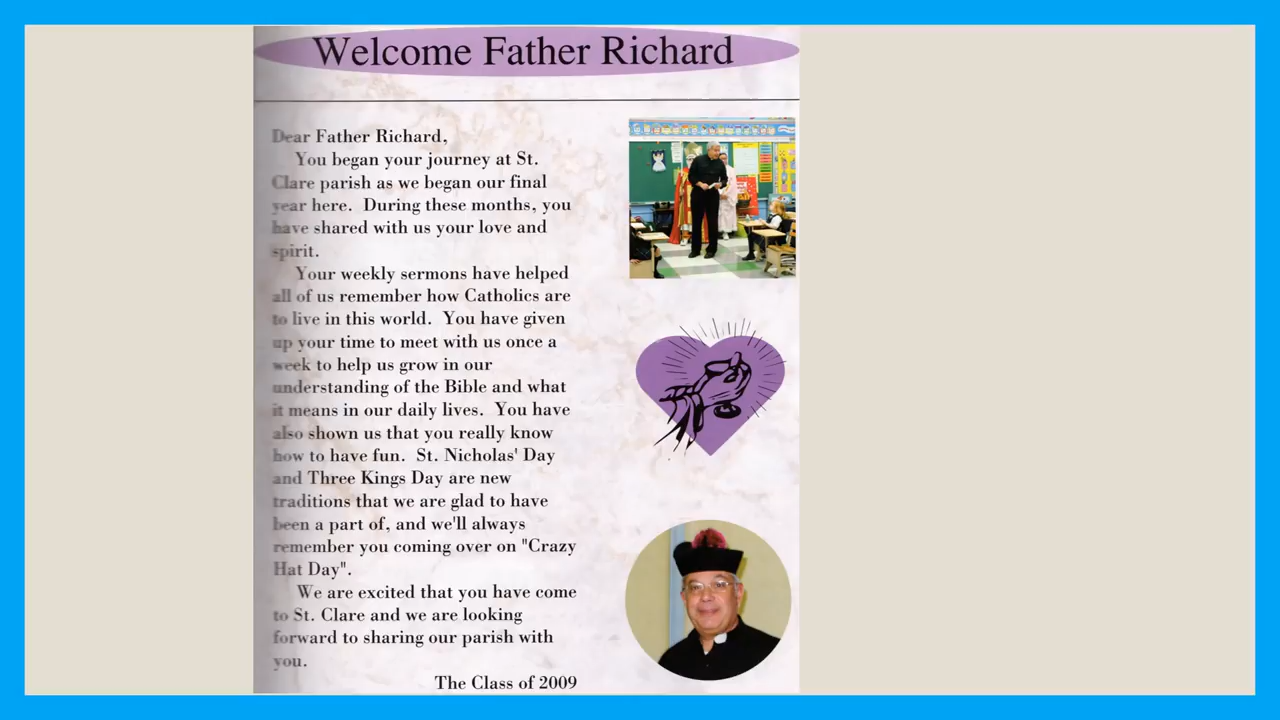 Welcome Father Richard
Dear Father Richard,
You began your journey at St.
Clare parish as we began our final
year here. During these months, you
have shared with us your love and
spirit.
Your weekly sermons have helped
all of us remember how Catholics are
to live in this world. You have given
up your time to meet with us once a
week to help us grow in our
understanding of the Bible and what
it means in our daily lives. You have
also shown us that you really know
how to have fun. St. Nicholas' Day
and Three Kings Day are new
traditions that we are glad to have
been a part of, and we'll always
remember you coming over on "Crazy
Hat Day".
We are excited that you have come
to St. Clare and we are looking
forward to sharing our parish with
you.
The Class of 2009